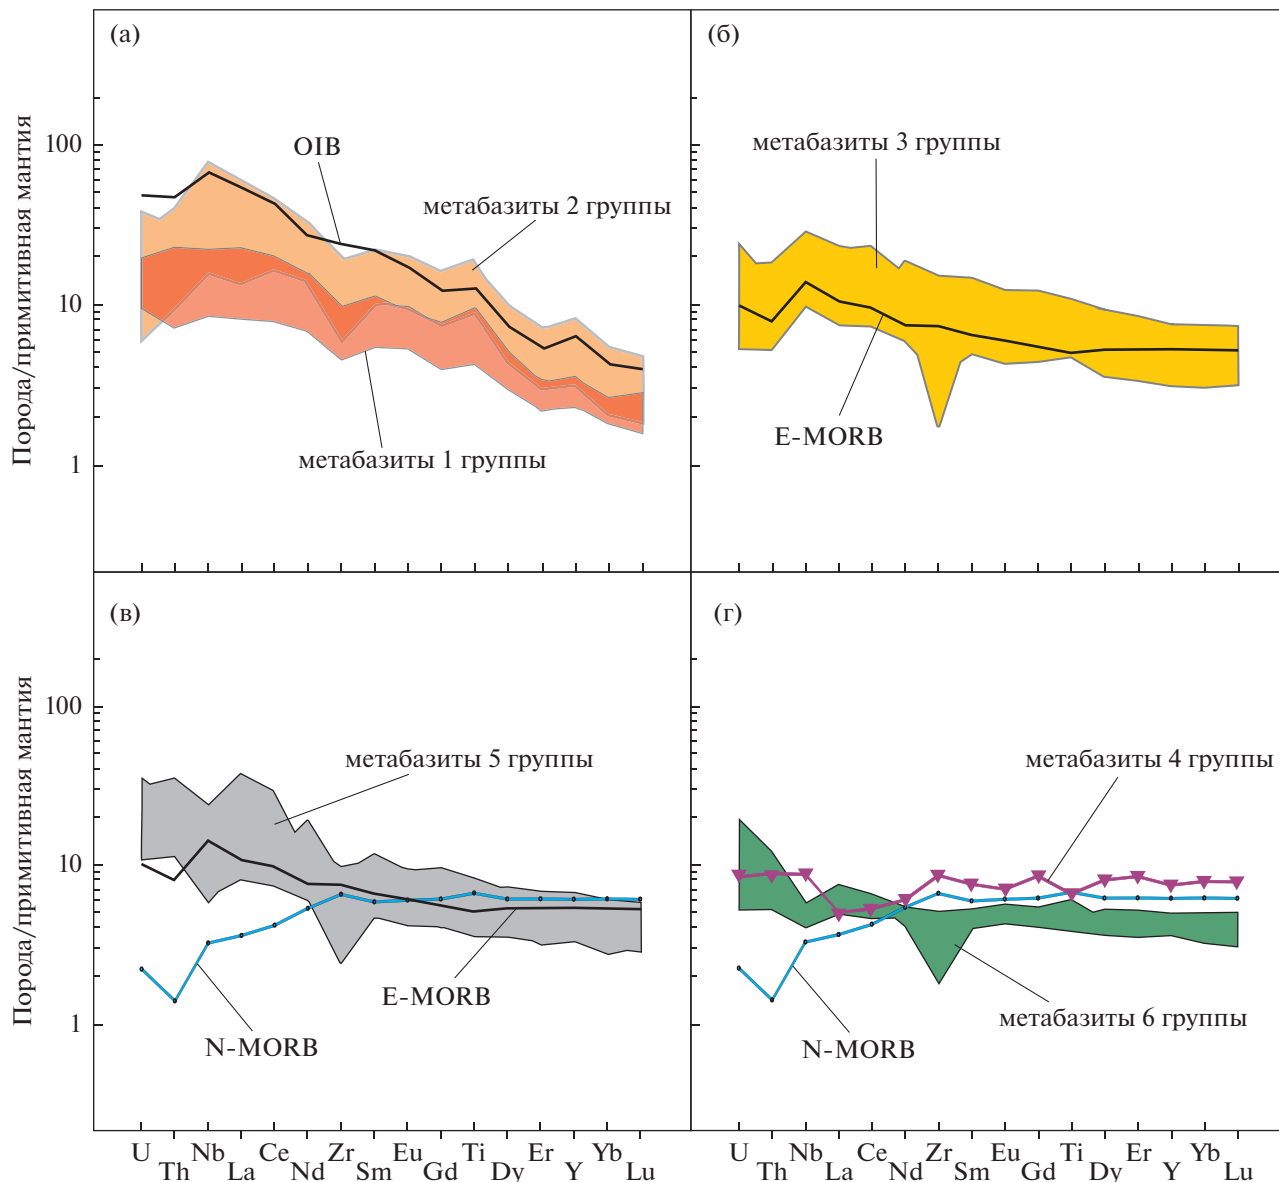 (а)
(б)
Порода/примитивная мантия
100
10
1
OIB
метабазиты 2 группы
метабазиты 1 группы
метабазиты 3 группы
E-MORB
(в)
(г)
Порода/примитивная мантия
100
10
1
метабазиты 5 группы
E-MORB
N-MORB
метабазиты 4 группы
метабазиты 6 группы
N-MORB
U Th Nb La Ce Nd Zr Sm Eu Gd Ti Dy Er Y Yb Lu
U Th Nb La Ce Nd Zr Sm Eu Gd Ti Dy Er Y Yb Lu